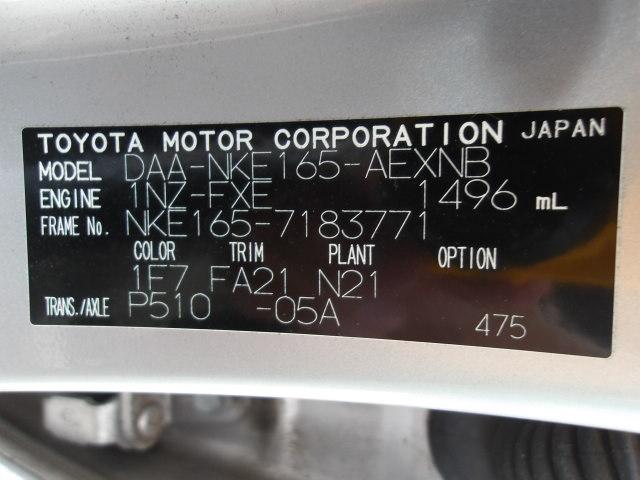 TOYOTA MOTOR CORPORATION JAPAN
MODEL DAA-NKE165-AEXNB
ENGINE 1NZ-FXE 1496 mL
FRAME No. NKE165-7183771
COLOR TRIM PLANT OPTION
1F7 FA21 N21
TRANS./AXLE P510 -05A
475